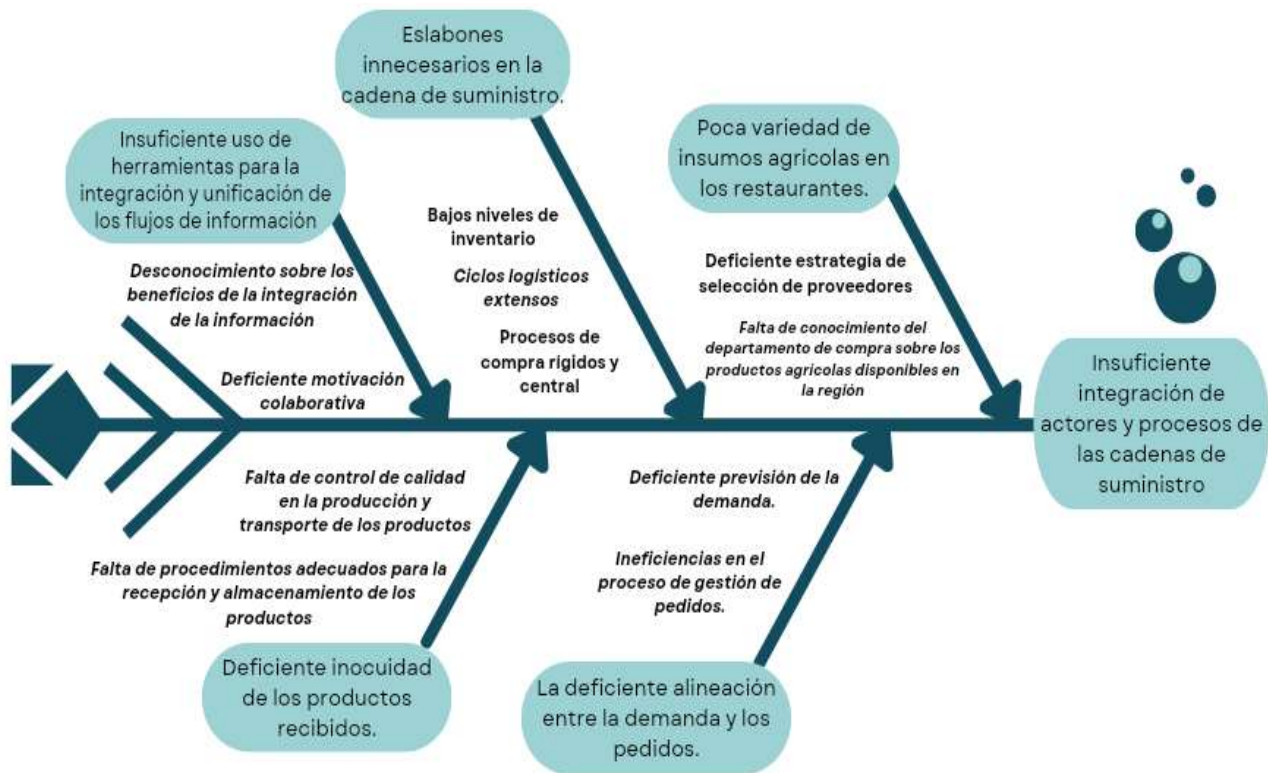 Eslabones
innecesarios en la
cadena de suministro.
Insuficiente uso de
herramientas para la
integración y unificación de
los flujos de información
Poca variedad de
insumos agrícolas en
los restaurantes.
Desconocimiento sobre los
beneficios de la integración
de la información
Deficiente motivación
colaborativa
Bajos niveles de
inventario
Ciclos logísticos
extensos
Procesos de
compra rígidos y
central
Deficiente estrategia de
selección de proveedores
Falta de conocimiento del
departamento de compra sobre los
productos agricolas disponibles en
la región
Insuficiente
integración de
actores y procesos de
las cadenas de
suministro
Falta de control de calidad
en la producción y
transporte de los productos
Falta de procedimientos adecuados para la
recepción y almacenamiento de los
productos
Deficiente inocuidad
de los productos
recibidos.
Deficiente previsión de la
demanda.
Ineficiencias en el
proceso de gestión de
pedidos.
La deficiente alineación
entre la demanda y los
pedidos.